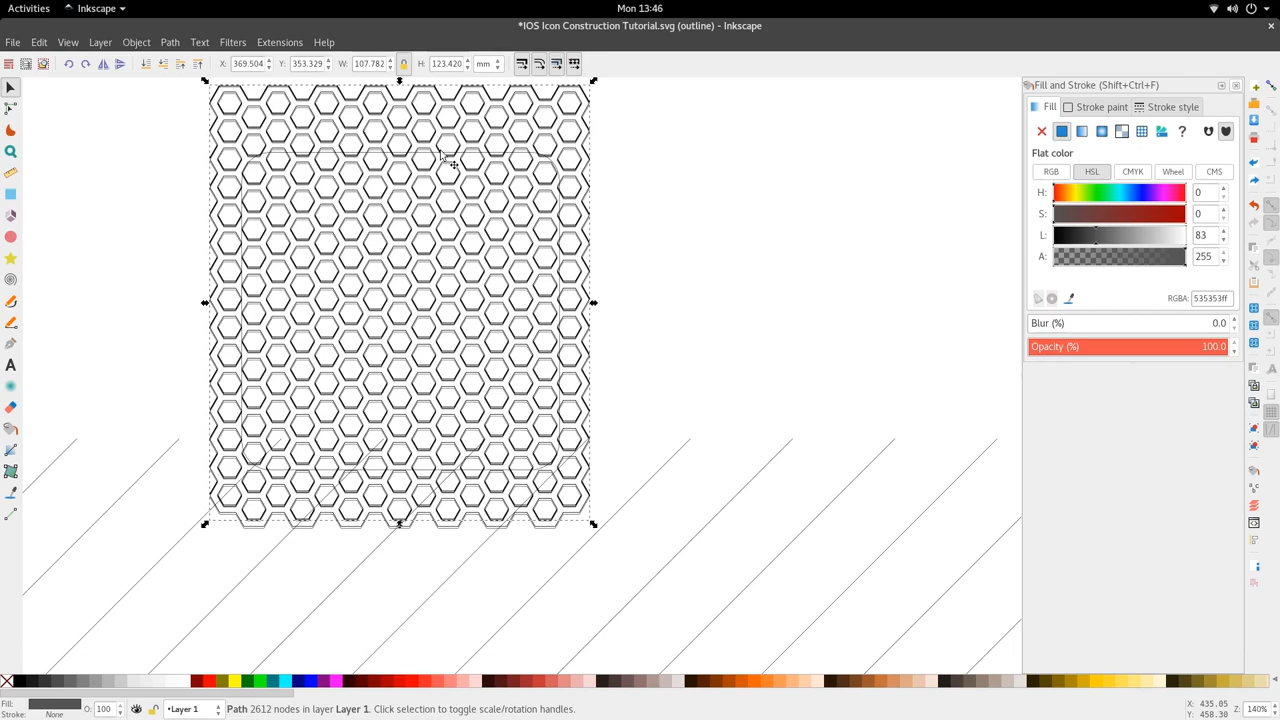 Activities Inkscape Mon 13:46
*IOS Icon Construction Tutorial.svg (outline) - Inkscape
File Edit View Layer Object Path Text Filters Extensions Help
X: 369.504 Y: 353.329 W: 107.782 H: 123.420 mm
Fill and Stroke (Shift+Ctrl+F)
Fill Stroke paint Stroke style
?
Flat color
RGB HSL CMYK Wheel CMS
H: 0
S: 0
L: 83
A: 255
RGBA: 535353ff
Blur (%) 0.0
Opacity (%) 100.0
Fill: O: 100 •Layer 1 Path 2612 nodes in layer Layer 1. Click selection to toggle scale/rotation handles. X: 435.05 Z: 140%
Stroke: None Y: 458.30